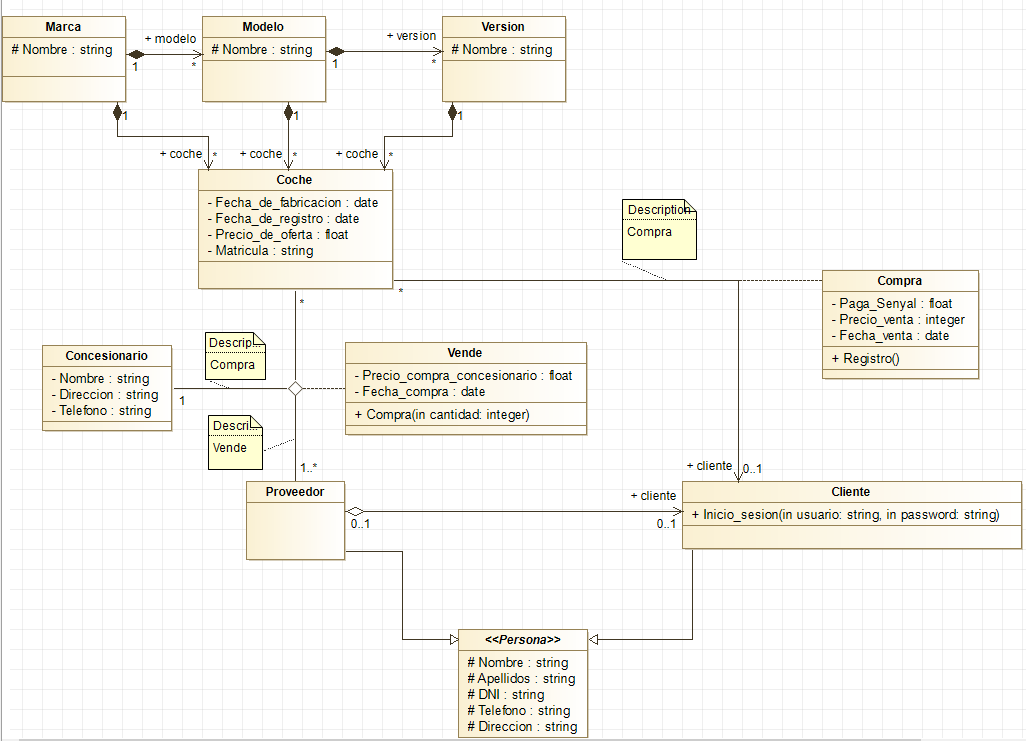 Marca
# Nombre : string
Modelo
# Nombre : string
Version
# Nombre : string
+ modelo
1
*
+ version
1
*
1
1
1
+ coche
*
+ coche
*
+ coche
*
Coche
- Fecha_de_fabricacion : date
- Fecha_de_registro : date
- Precio_de_oferta : float
- Matricula : string
*
*
Description
Compra
Compra
- Paga_Senyal : float
- Precio_venta : integer
- Fecha_venta : date
+ Registro()
Concesionario
- Nombre : string
- Direccion : string
- Telefono : string
1
Descrip...
Compra
Vende
- Precio_compra_concesionario : float
- Fecha_compra : date
+ Compra(in cantidad: integer)
Descri...
Vende
1..*
Proveedor
0..1
+ cliente
0..1
+ cliente
0..1
Cliente
+ Inicio_sesion(in usuario: string, in password: string)
<<Persona>>
# Nombre : string
# Apellidos : string
# DNI : string
# Telefono : string
# Direccion : string